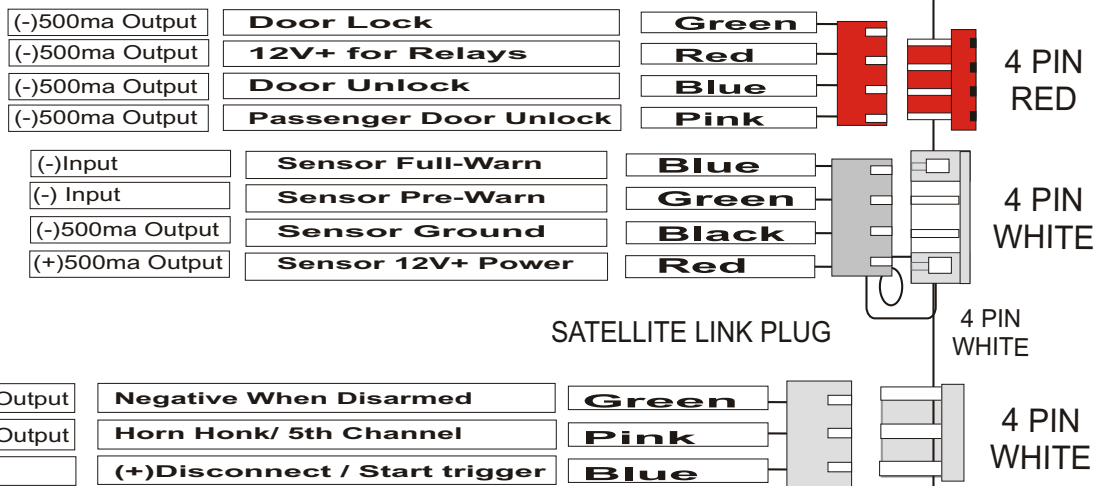 (-)500ma Output Door Lock Green
(-)500ma Output 12V+ for Relays Red
(-)500ma Output Door Unlock Blue
(-)500ma Output Passenger Door Unlock Pink
4 PIN
RED
(-)Input Sensor Full-Warn Blue
(-) Input Sensor Pre-Warn Green
(-)500ma Output Sensor Ground Black
(+)500ma Output Sensor 12V+ Power Red
4 PIN
WHITE
SATELLITE LINK PLUG
4 PIN
WHITE
Output Negative When Disarmed Green
Output Horn Honk/ 5th Channel Pink
(+)Disconnect / Start trigger Blue
4 PIN
WHITE